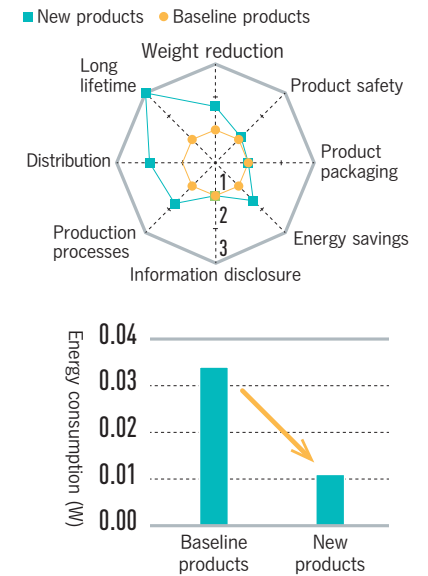 New products Baseline products
Weight reduction
Long
lifetime
Product safety
Distribution
Product
packaging
1
2
3
Production
processes
Energy savings
Information disclosure
Energy consumption (W)
0.04
0.03
0.02
0.01
0.00
Baseline
products
New
products